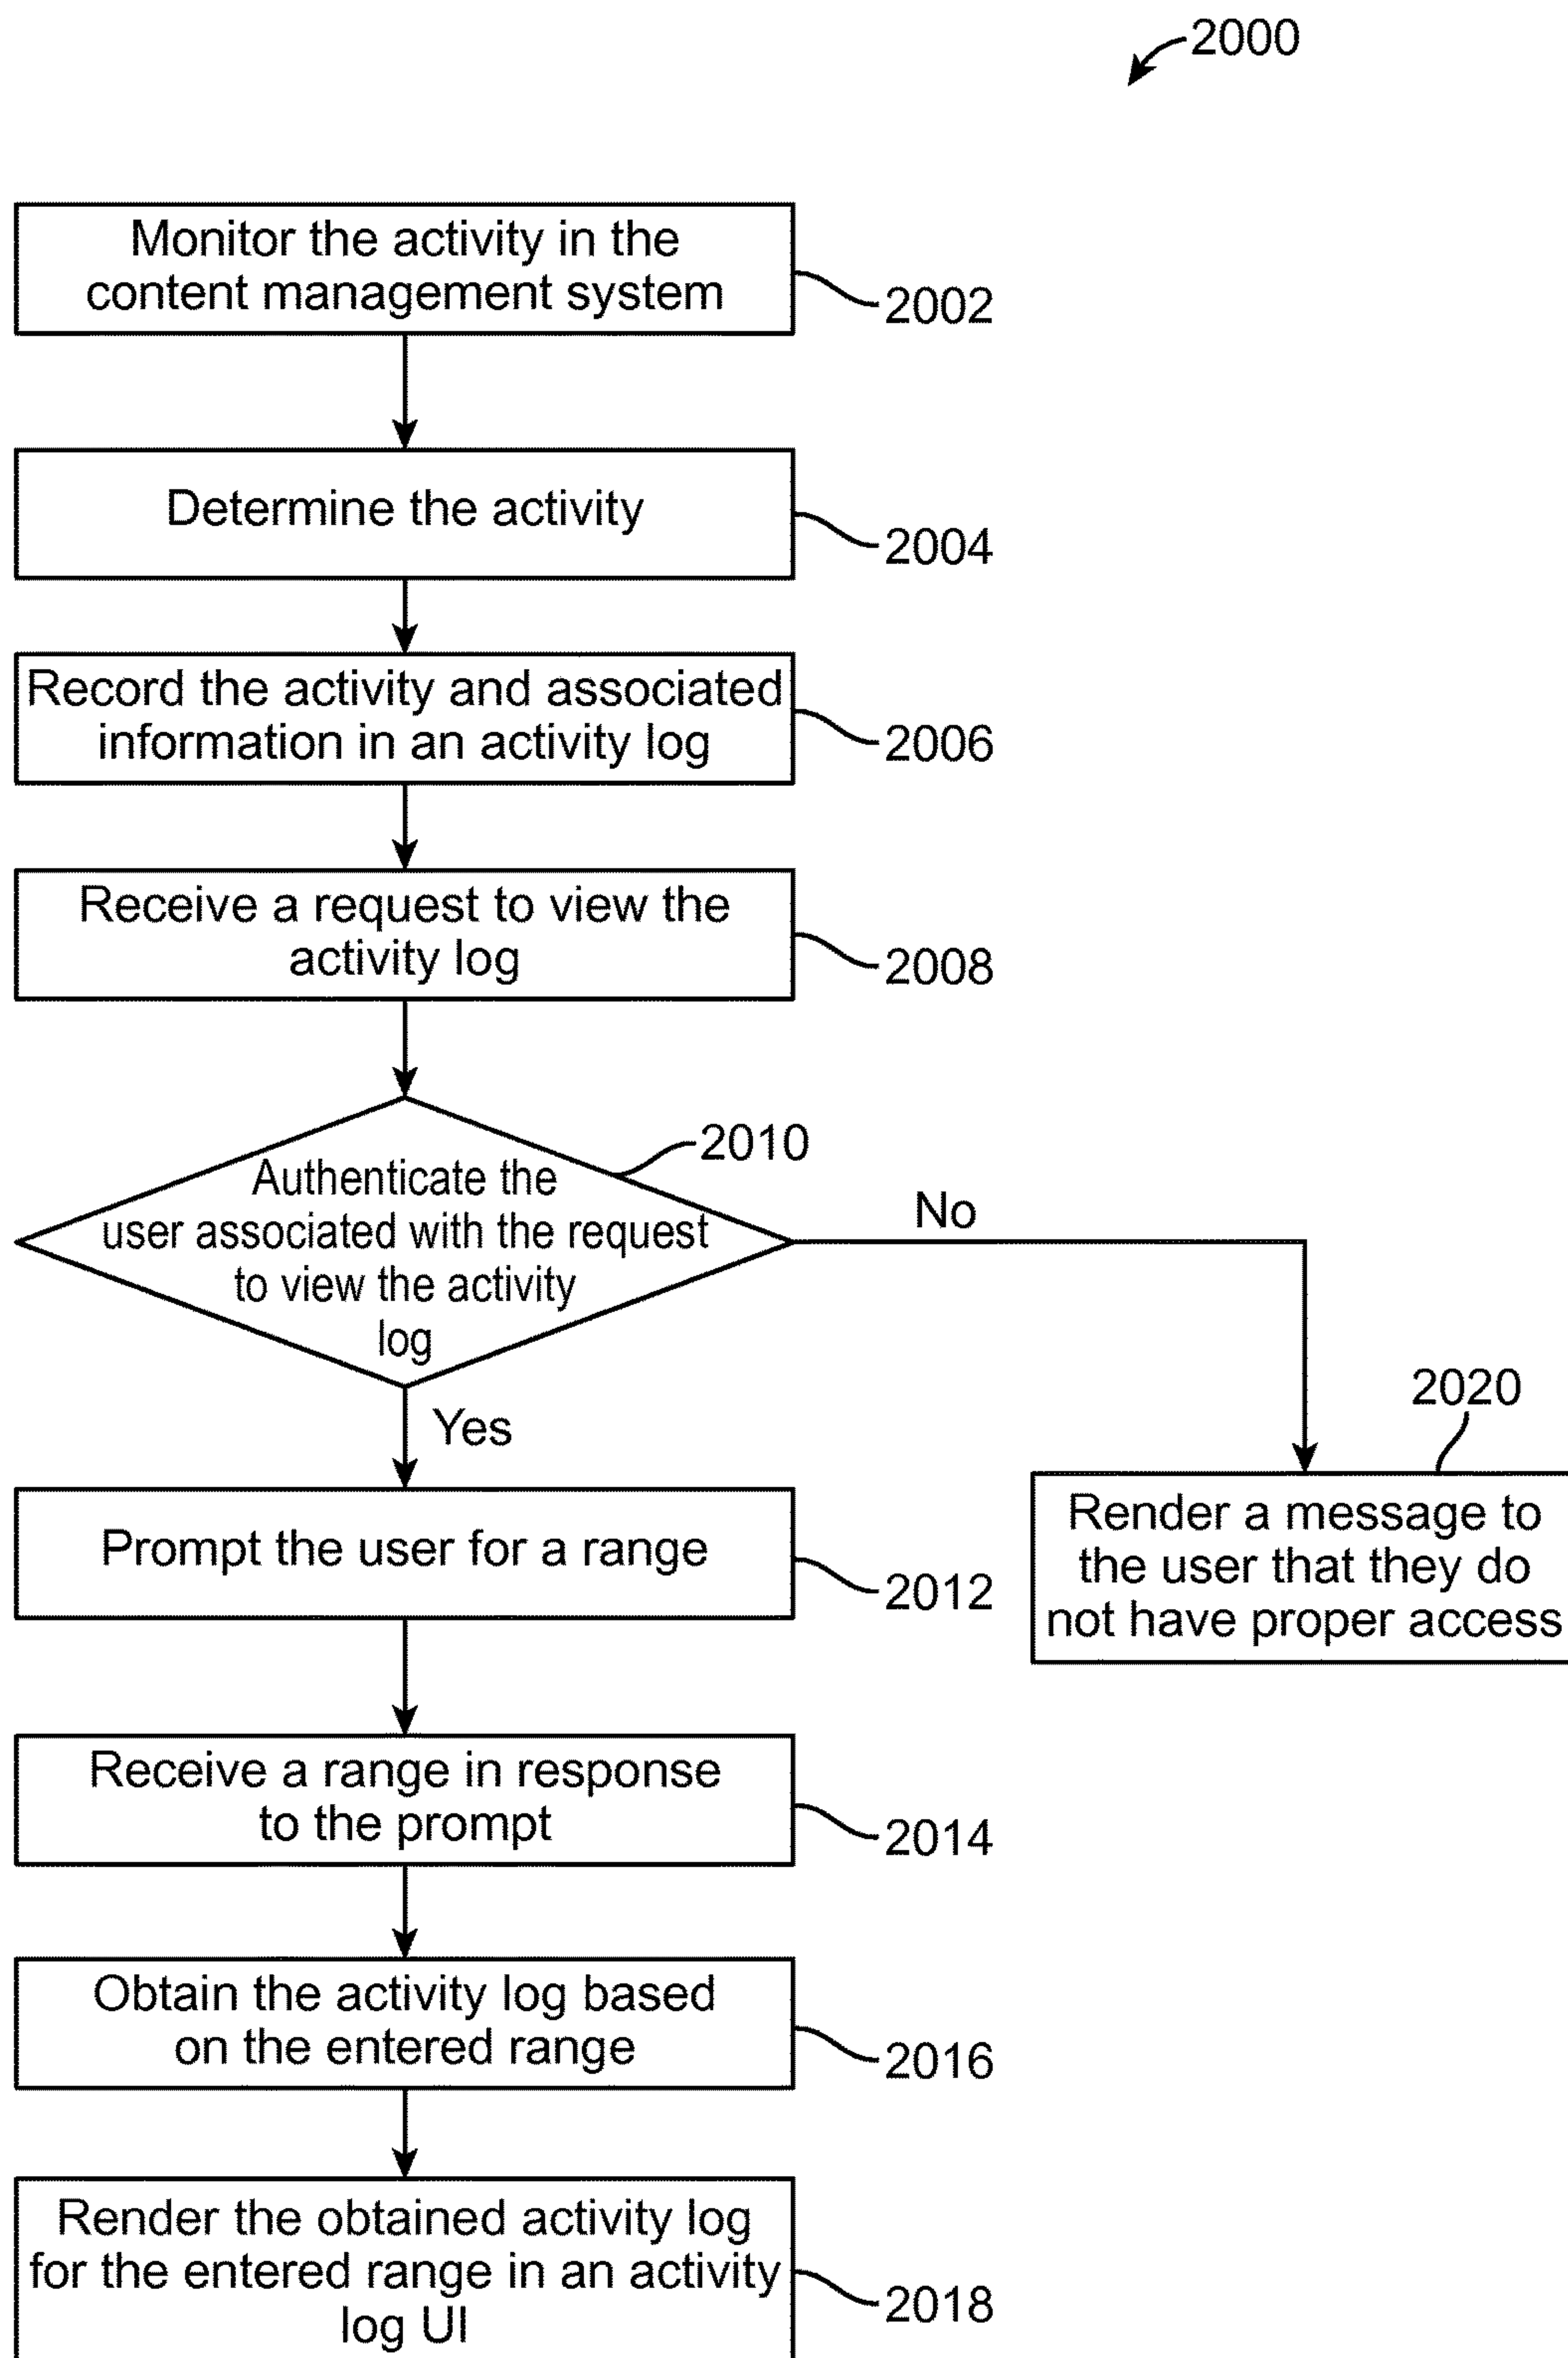 2000
Monitor the activity in the
content management system
2002
Determine the activity
2004
Record the activity and associated
information in an activity log
2006
Receive a request to view the
activity log
2008
2010
Authenticate the
user associated with the request
to view the activity
log
No
Yes
2020
Render a message to
the user that they do
not have proper access
Prompt the user for a range
2012
Receive a range in response
to the prompt
2014
Obtain the activity log based
on the entered range
2016
Render the obtained activity log
for the entered range in an activity
log UI
2018